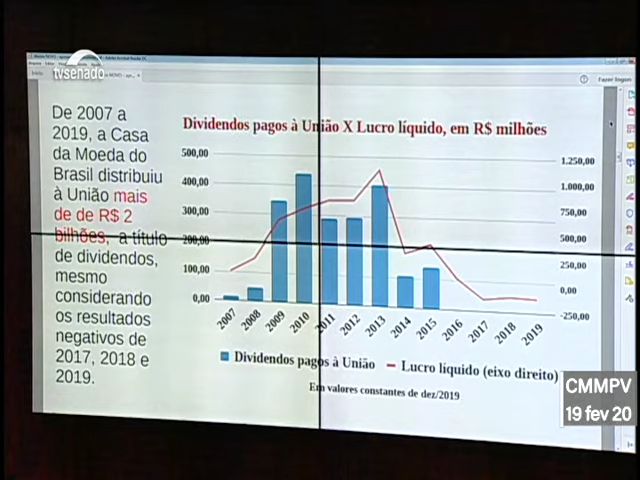 tvsenado
Fazer logon
De 2007 a
2019, a Casa
da Moeda do
Brasil distribuiu
à União mais
de de R$ 2
bilhões, a título
de dividendos,
mesmo
considerando
os resultados
negativos de
2017, 2018 e
2019.
Dividendos pagos à União X Lucro líquido, em R$ milhões
500,00
400,00
300,00
200,00
100,00
0,00
1.250,00
1.000,00
750,00
500,00
250,00
0,00
-250,00
2007 2008 2009 2010 2011 2012 2013 2014 2015 2016 2017 2018 2019
Dividendos pagos à União
Lucro líquido (eixo direito)
Em valores constantes de dez/2019
CMMPV
19 fev 20